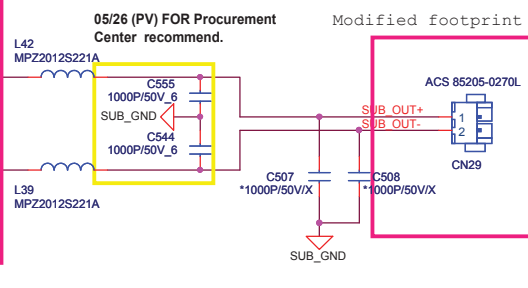 05/26 (PV) FOR Procurement
Center recommend.
Modified footprint
L42
MPZ2012S221A
C555
1000P/50V_6
SUB_GND
C544
1000P/50V_6
L39
MPZ2012S221A
ACS 85205-0270L
SUB_OUT+
SUB_OUT-
1
2
CN29
C507
*1000P/50V/X
C508
*1000P/50V/X
SUB_GND